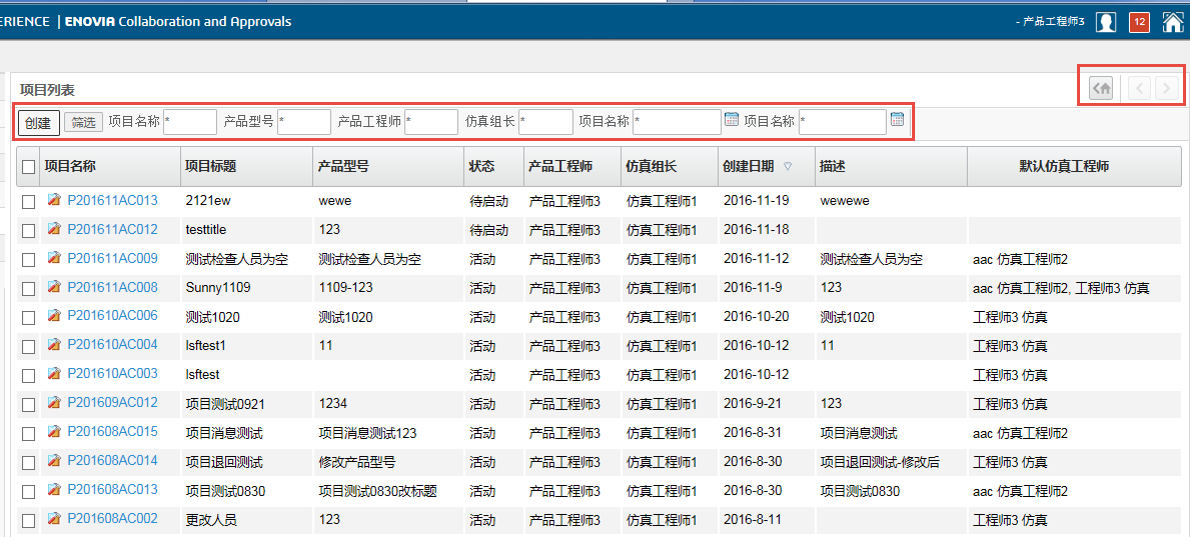 ERIENCE | ENOVIA Collaboration and Approvals - 产品工程师3 12
项目列表
创建 筛选 项目名称 * 产品型号 * 产品工程师 * 仿真组长 * 项目名称 * 项目名称 *
项目名称 项目标题 产品型号 状态 产品工程师 仿真组长 创建日期 描述 默认仿真工程师
P201611AC013 2121ew wewe 待启动 产品工程师3 仿真工程师1 2016-11-19 wewewe
P201611AC012 testtitle 123 待启动 产品工程师3 仿真工程师1 2016-11-18
P201611AC009 测试检查人员为空 测试检查人员为空 活动 产品工程师3 仿真工程师1 2016-11-12 测试检查人员为空 aac 仿真工程师2
P201611AC008 Sunny1109 1109-123 活动 产品工程师3 仿真工程师1 2016-11-9 123 aac 仿真工程师2, 工程师3 仿真
P201610AC006 测试1020 测试1020 活动 产品工程师3 仿真工程师1 2016-10-20 测试1020 工程师3 仿真
P201610AC004 lsftest1 11 活动 产品工程师3 仿真工程师1 2016-10-12 11 工程师3 仿真
P201610AC003 lsftest 活动 产品工程师3 仿真工程师1 2016-10-12 工程师3 仿真
P201609AC012 项目测试0921 1234 活动 产品工程师3 仿真工程师1 2016-9-21 123 工程师3 仿真
P201608AC015 项目消息测试 项目消息测试123 活动 产品工程师3 仿真工程师1 2016-8-31 项目消息测试 aac 仿真工程师2
P201608AC014 项目退回测试 修改产品型号 活动 产品工程师3 仿真工程师1 2016-8-30 项目退回测试-修改后 工程师3 仿真
P201608AC013 项目测试0830 项目测试0830改标题 活动 产品工程师3 仿真工程师1 2016-8-30 项目测试0830 aac 仿真工程师2
P201608AC002 更改人员 123 活动 产品工程师3 仿真工程师1 2016-8-11 工程师3 仿真